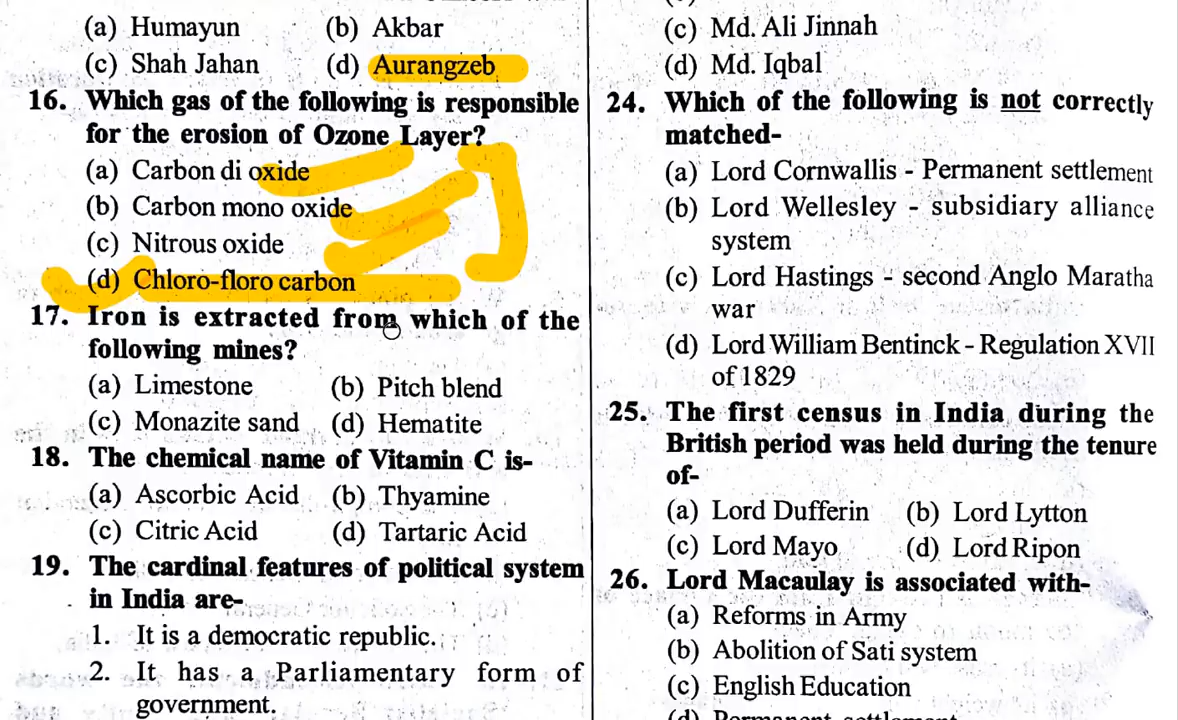 (a) Humayun (b) Akbar
(c) Shah Jahan (d) Aurangzeb
16. Which gas of the following is responsible
for the erosion of Ozone Layer?
(a) Carbon di oxide
(b) Carbon mono oxide
(c) Nitrous oxide
(d) Chloro-floro carbon
17. Iron is extracted from which of the
following mines?
(a) Limestone (b) Pitch blend
(c) Monazite sand (d) Hematite
18. The chemical name of Vitamin C is-
(a) Ascorbic Acid (b) Thyamine
(c) Citric Acid (d) Tartaric Acid
19. The cardinal features of political system
in India are-
1. It is a democratic republic.
2. It has a Parliamentary form of
government.
(c) Md. Ali Jinnah
(d) Md. Iqbal
24. Which of the following is not correctly
matched-
(a) Lord Cornwallis - Permanent settlement
(b) Lord Wellesley - subsidiary alliance
system
(c) Lord Hastings - second Anglo Maratha
war
(d) Lord William Bentinck - Regulation XVII
of 1829
25. The first census in India during the
British period was held during the tenure
of-
(a) Lord Dufferin (b) Lord Lytton
(c) Lord Mayo (d) Lord Ripon
26. Lord Macaulay is associated with-
(a) Reforms in Army
(b) Abolition of Sati system
(c) English Education
(d) Permanent settlement